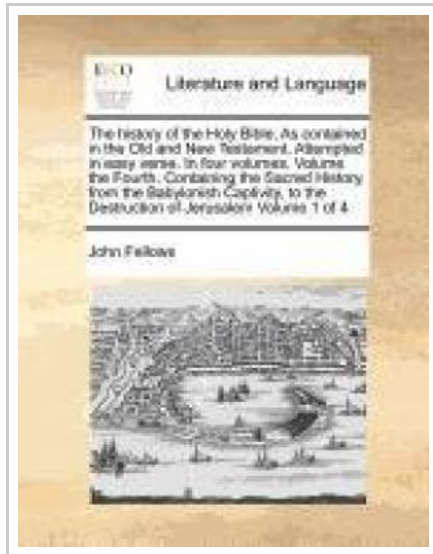 ECCO
Literature and Language
The history of the Holy Bible. As contained
in the Old and New Testament. Attempted
in easy verse. In four volumes. Volume
the Fourth. Containing the Sacred History
from the Babylonish Captivity, to the
Destruction of Jerusalem Volume 1 of 4
John Fellows